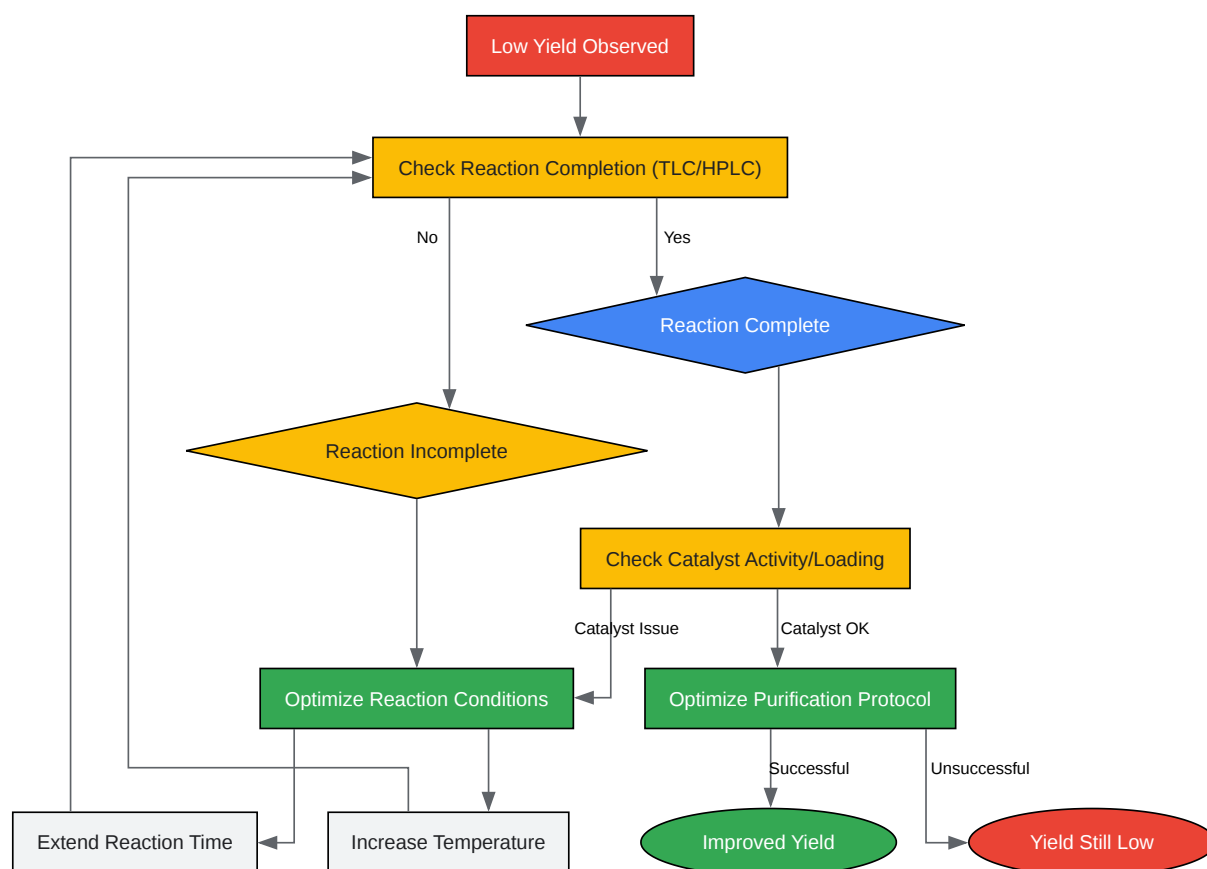 Low Yield Observed
Check Reaction Completion (TLC/HPLC)
No
Yes
Reaction Complete
Reaction Incomplete
Check Catalyst Activity/Loading
Catalyst Issue
Catalyst OK
Optimize Reaction Conditions
Optimize Purification Protocol
Successful
Unsuccessful
Extend Reaction Time
Increase Temperature
Improved Yield
Yield Still Low